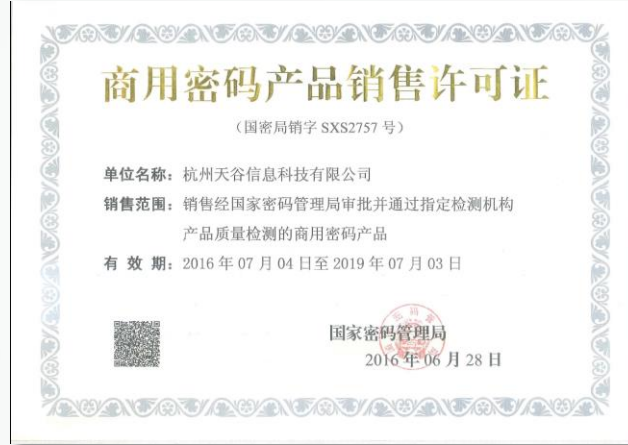 商用密码产品销售许可证
(国密局销字 SXS2757 号)
单位名称：杭州天谷信息科技有限公司
销售范围：销售经国家密码管理局审批并通过指定检测机构
产品质量检测的商用密码产品
有 效 期：2016 年 07 月 04 日至 2019 年 07 月 03 日
国家密码管理局
2016 年 06 月 28 日